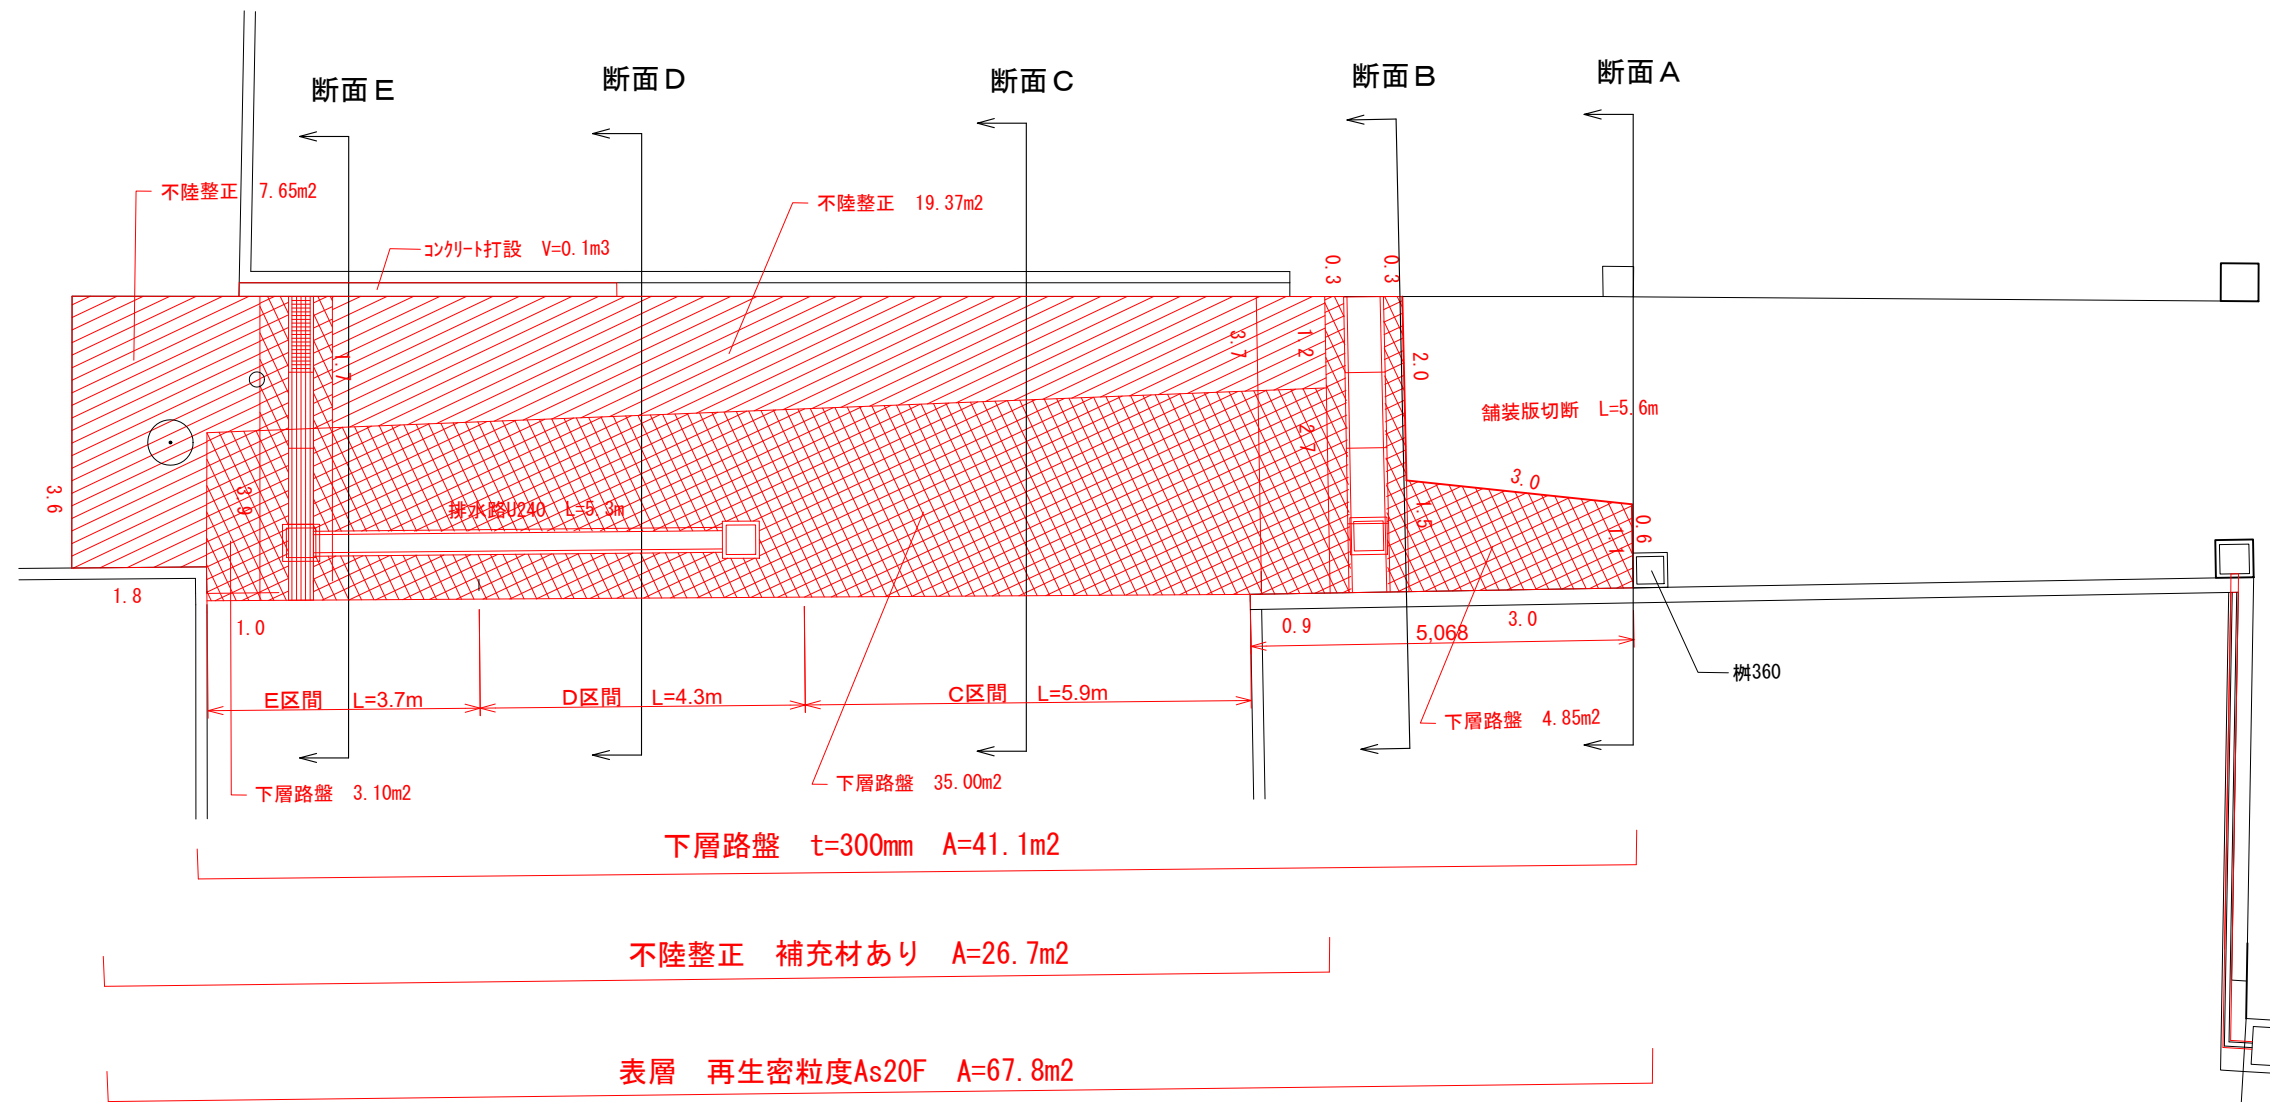 断面E
断面D
断面C
断面B
断面A
不陸整正　7.65m2
不陸整正　19.37m2
コンクリート打設　V=0.1m3
0.3
0.3
1.7
3.7
1.2
2.0
舗装版切断　L=5.6m
2.7
3.0
3.6
3.9
排水路U240　L=5.3m
1.5
1.1
0.6
1.8
1.0
0.9
3.0
5,068
桝360
E区間　L=3.7m
D区間　L=4.3m
C区間　L=5.9m
下層路盤　4.85m2
下層路盤　3.10m2
下層路盤　35.00m2
下層路盤　t=300mm　A=41.1m2
不陸整正　補充材あり　A=26.7m2
表層　再生密粒度As20F　A=67.8m2